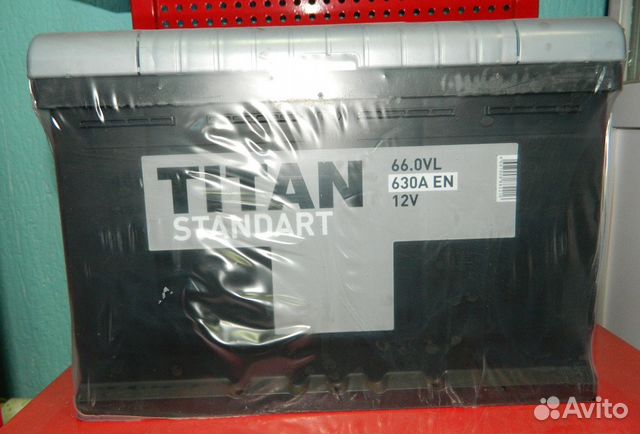 TITAN
STANDART
66.0VL
630A EN
12V
Avito